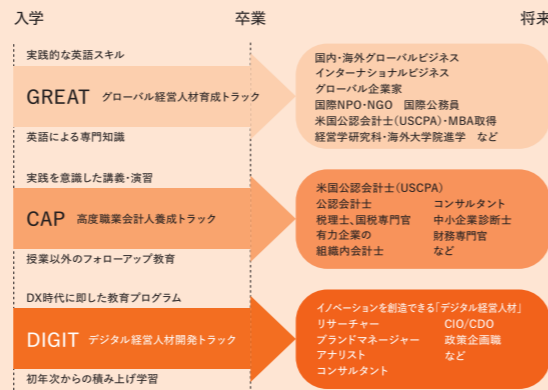 入学 卒業 将来
実践的な英語スキル
GREAT グローバル経営人材育成トラック
英語による専門知識
国内・海外グローバルビジネス
インターナショナルビジネス
グローバル企業家
国際NPO・NGO 国際公務員
米国公認会計士(USCPA)・MBA取得
経営学研究科・海外大学院進学 など
実践を意識した講義・演習
CAP 高度職業会計人養成トラック
授業以外のフォローアップ教育
米国公認会計士(USCPA)
公認会計士 コンサルタント
税理士、国税専門官 中小企業診断士
有力企業の 財務専門官
組織内会計士 など
DX時代に即した教育プログラム
DIGIT デジタル経営人材開発トラック
初年次からの積み上げ学習
イノベーションを創造できる「デジタル経営人材」
リサーチャー CIO/CDO
ブランドマネージャー 政策企画職
アナリスト など
コンサルタント